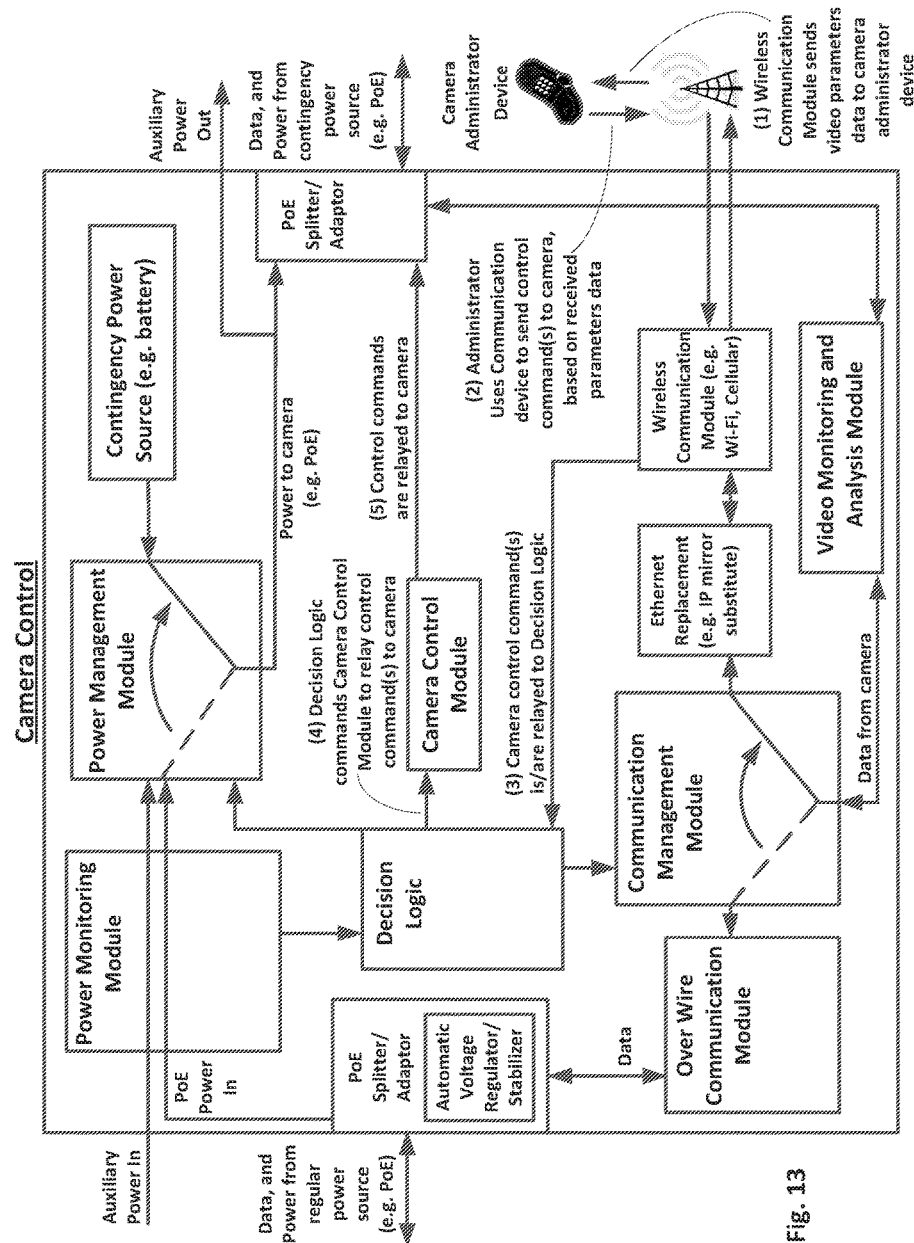 Camera Control
Auxiliary
Power In
Data, and
Power from
regular
power
source
(e.g. PoE)
Power Monitoring
Module
PoE
Power
In
PoE
Splitter/
Adaptor
Automatic
Voltage
Regulator/
Stabilizer
Data
Over Wire
Communication
Module
Decision
Logic
Power Management
Module
Contingency Power
Source (e.g. battery)
Power to camera
(e.g. PoE)
(4) Decision Logic
commands Camera Control
Module to relay control
command(s) to camera
Camera Control
Module
(5) Control commands
are relayed to camera
(3) Camera control command(s)
is/are relayed to Decision Logic
Communication
Management
Module
Data from camera
Ethernet
Replacement
(e.g. IP mirror
substitute)
Wireless
Communication
Module (e.g.
Wi-Fi, Cellular)
Video Monitoring and
Analysis Module
(2) Administrator
Uses Communication
device to send control
command(s) to camera,
based on received
parameters data
PoE
Splitter/
Adaptor
Auxiliary
Power
Out
Data, and
Power from
contingency
power
source
(e.g. PoE)
Camera
Administrator
Device
(1) Wireless
Communication
Module sends
video parameters
data to camera
administrator
device
Fig. 13